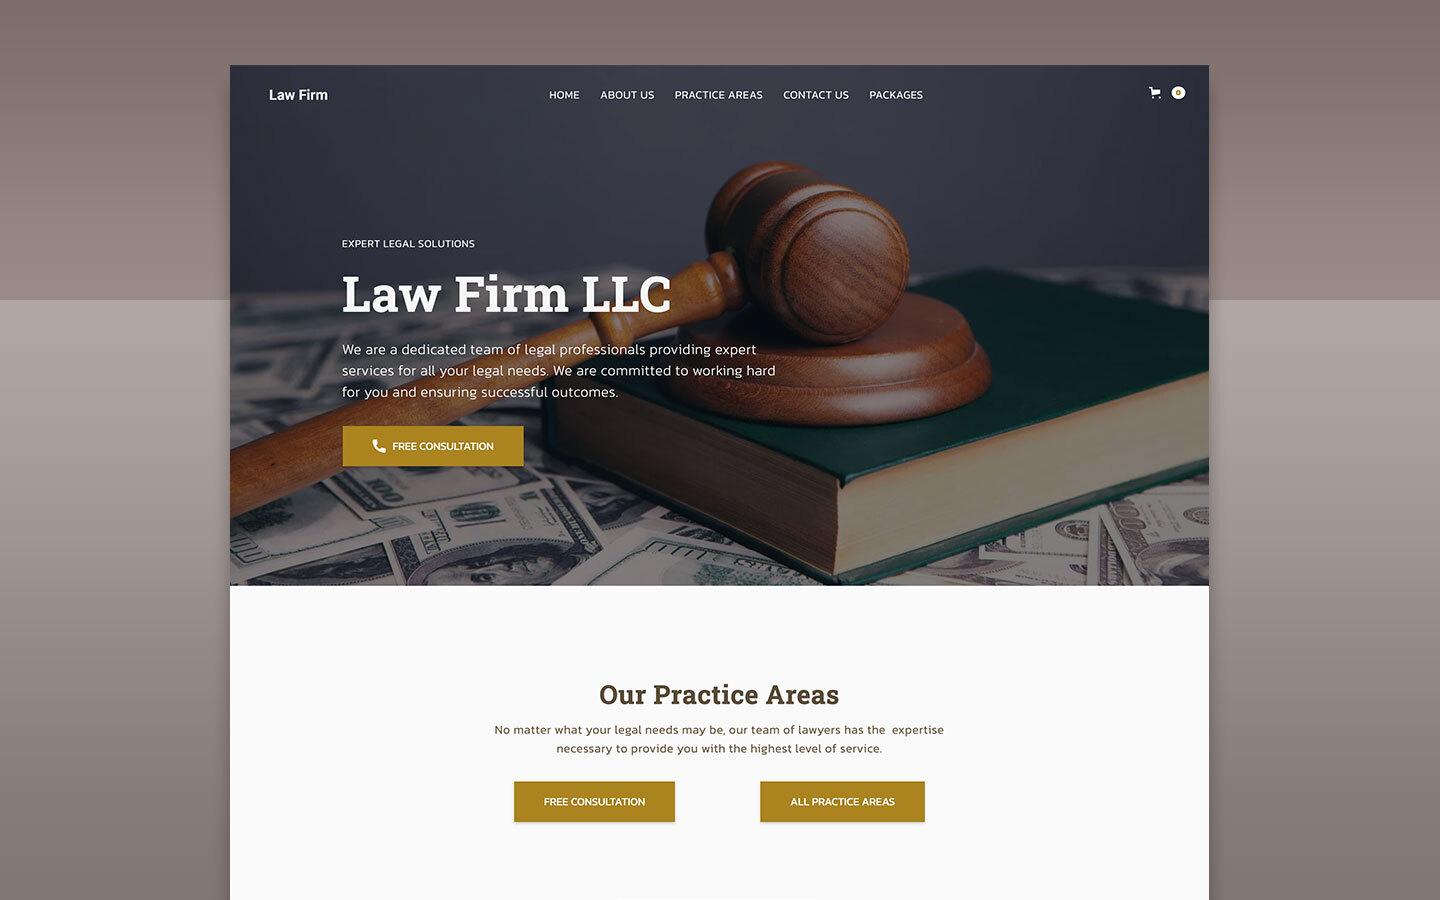 Law Firm
HOME ABOUT US PRACTICE AREAS CONTACT US PACKAGES
0
EXPERT LEGAL SOLUTIONS
Law Firm LLC
We are a dedicated team of legal professionals providing expert
services for all your legal needs. We are committed to working hard
for you and ensuring successful outcomes.
FREE CONSULTATION
100
Our Practice Areas
No matter what your legal needs may be, our team of lawyers has the expertise
necessary to provide you with the highest level of service.
FREE CONSULTATION
ALL PRACTICE AREAS